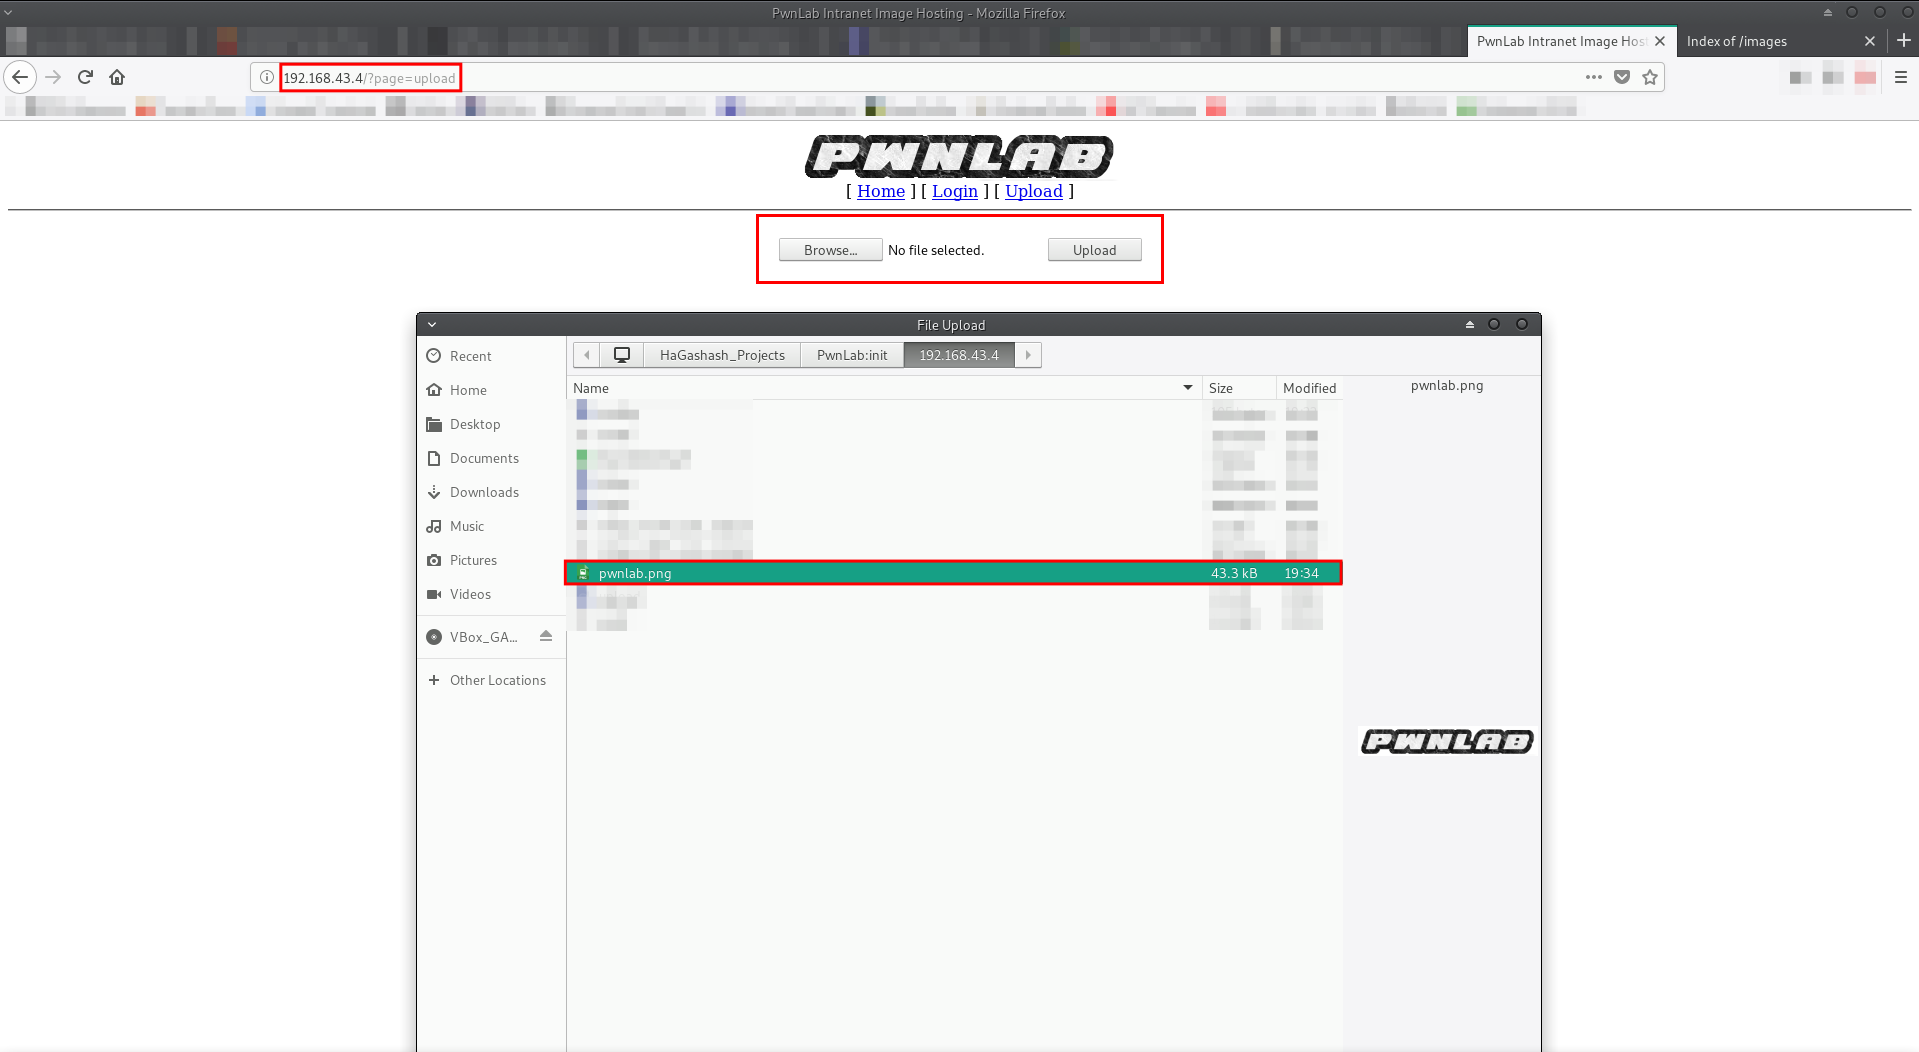 PwnLab Intranet Image Hosting - Mozilla Firefox
PwnLab Intranet Image Hos
Index of /images
192.168.43.4/?page=upload
PWNLAB
[ Home ] [ Login ] [ Upload ]
Browse... No file selected. Upload
File Upload
Recent
HaGashash_Projects PwnLab:init 192.168.43.4
Name Size Modified
pwnlab.png
Home
Desktop
Documents
Downloads
Music
Pictures
pwnlab.png 43.3 kB 19:34
Videos
VBox_GA...
Other Locations
PWNLAB